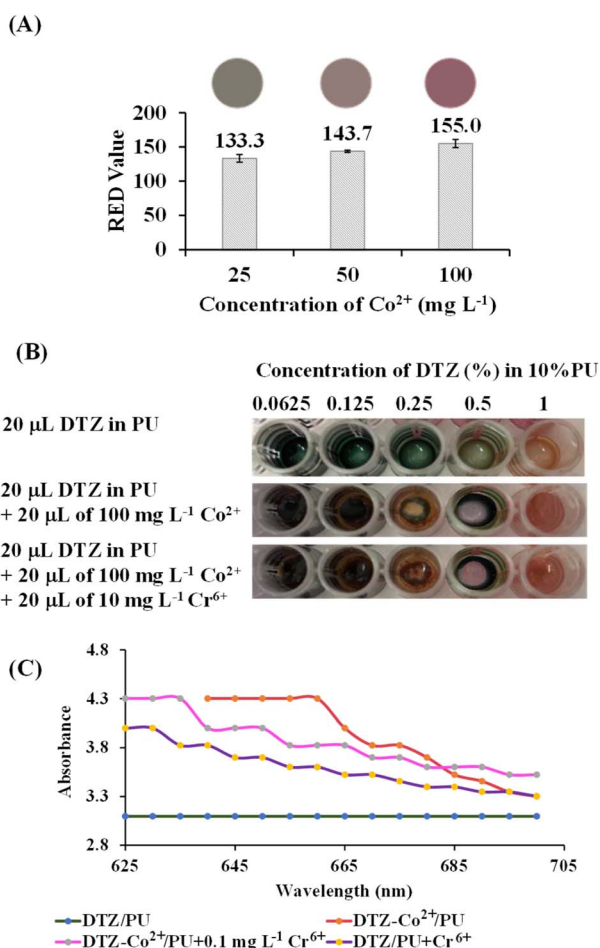 (A)
200
150
100
50
0
RED Value
133.3 143.7 155.0
25 50 100
Concentration of Co²⁺ (mg L⁻¹)
(B)
Concentration of DTZ (%) in 10%PU
0.0625 0.125 0.25 0.5 1
20 μL DTZ in PU
20 μL DTZ in PU
+ 20 μL of 100 mg L⁻¹ Co²⁺
20 μL DTZ in PU
+ 20 μL of 100 mg L⁻¹ Co²⁺
+ 20 μL of 10 mg L⁻¹ Cr⁶⁺
(C)
4.8
4.3
3.8
3.3
2.8
Absorbance
625 645 665 685 705
Wavelength (nm)
DTZ/PU DTZ-Co²⁺/PU
DTZ-Co²⁺/PU+0.1 mg L⁻¹ Cr⁶⁺ DTZ/PU+Cr⁶⁺